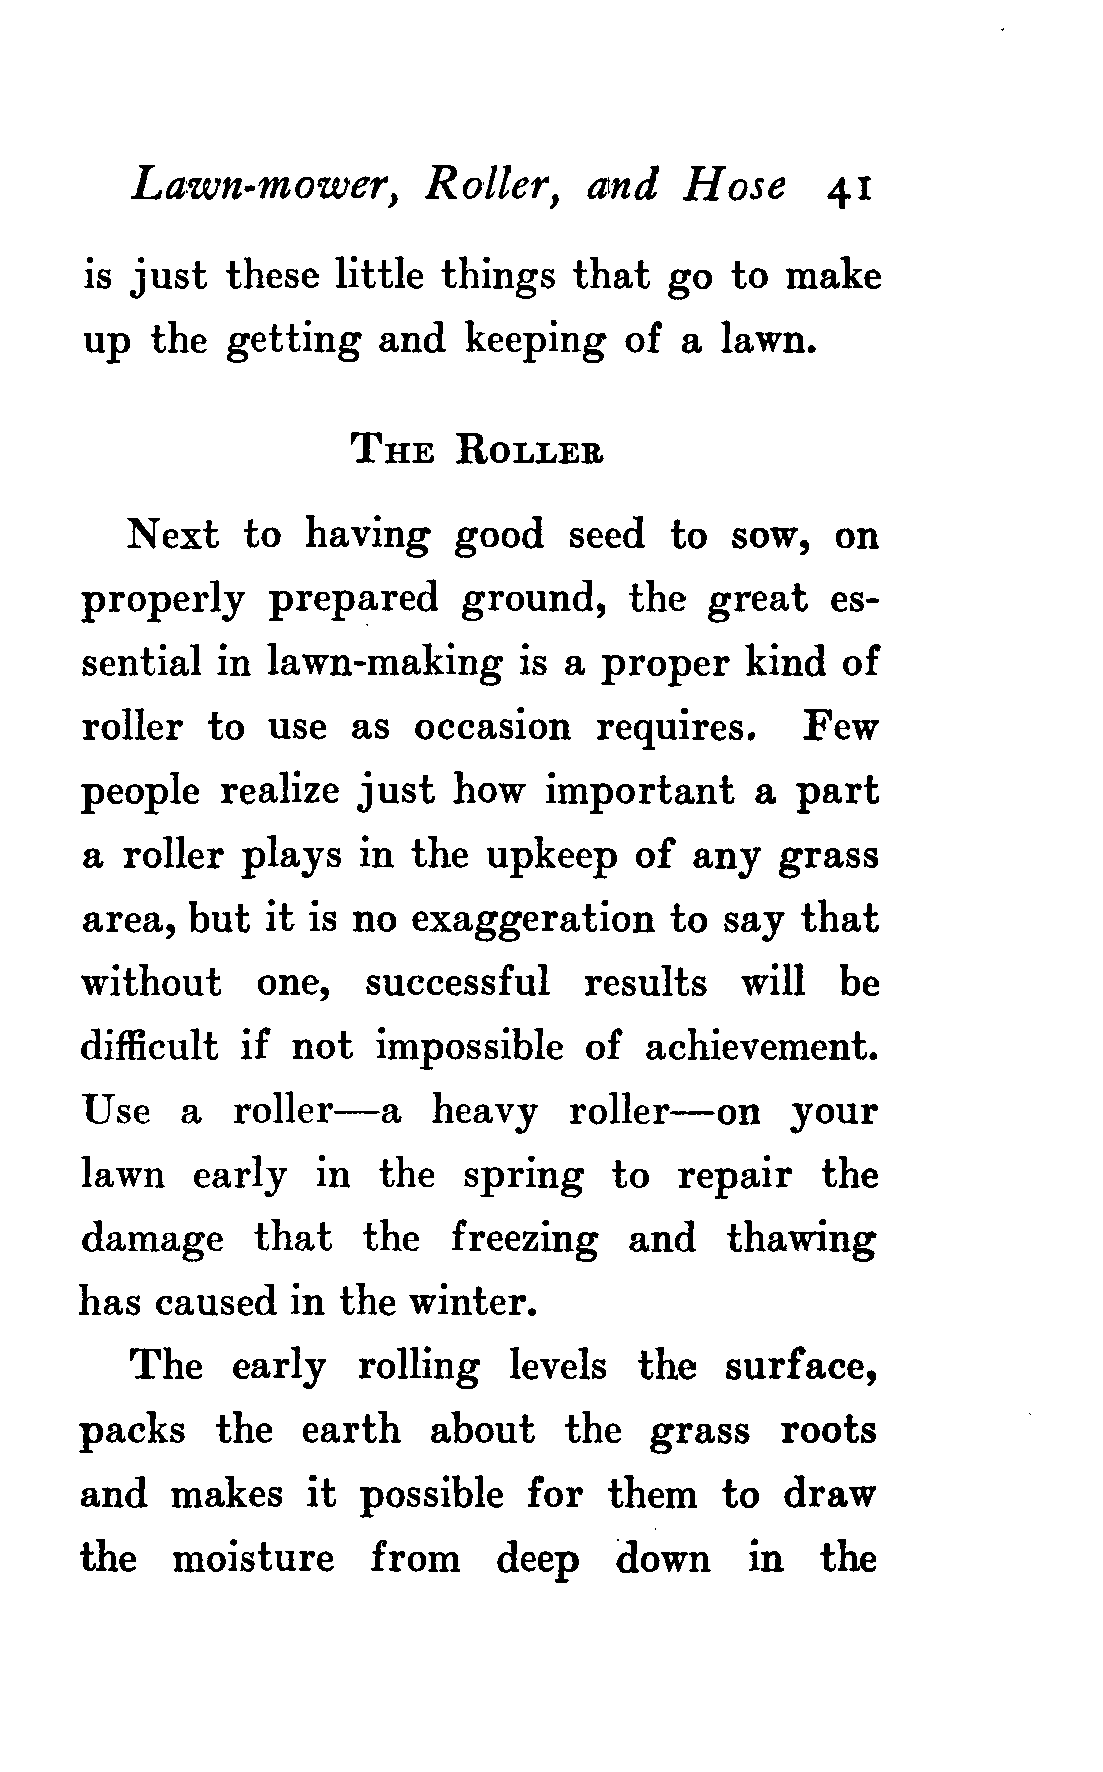 Lawn-mower, Roller, and Hose 41
is just these little things that go to make
up the getting and keeping of a lawn.
The Roller
Next to having good seed to sow, on
properly prepared ground, the great es-
sential in lawn-making is a proper kind of
roller to use as occasion requires. Few
people realize just how important a part
a roller plays in the upkeep of any grass
area, but it is no exaggeration to say that
without one, successful results will be
difficult if not impossible of achievement.
Use a roller—a heavy roller—on your
lawn early in the spring to repair the
damage that the freezing and thawing
has caused in the winter.
The early rolling levels the surface,
packs the earth about the grass roots
and makes it possible for them to draw
the moisture from deep down in the